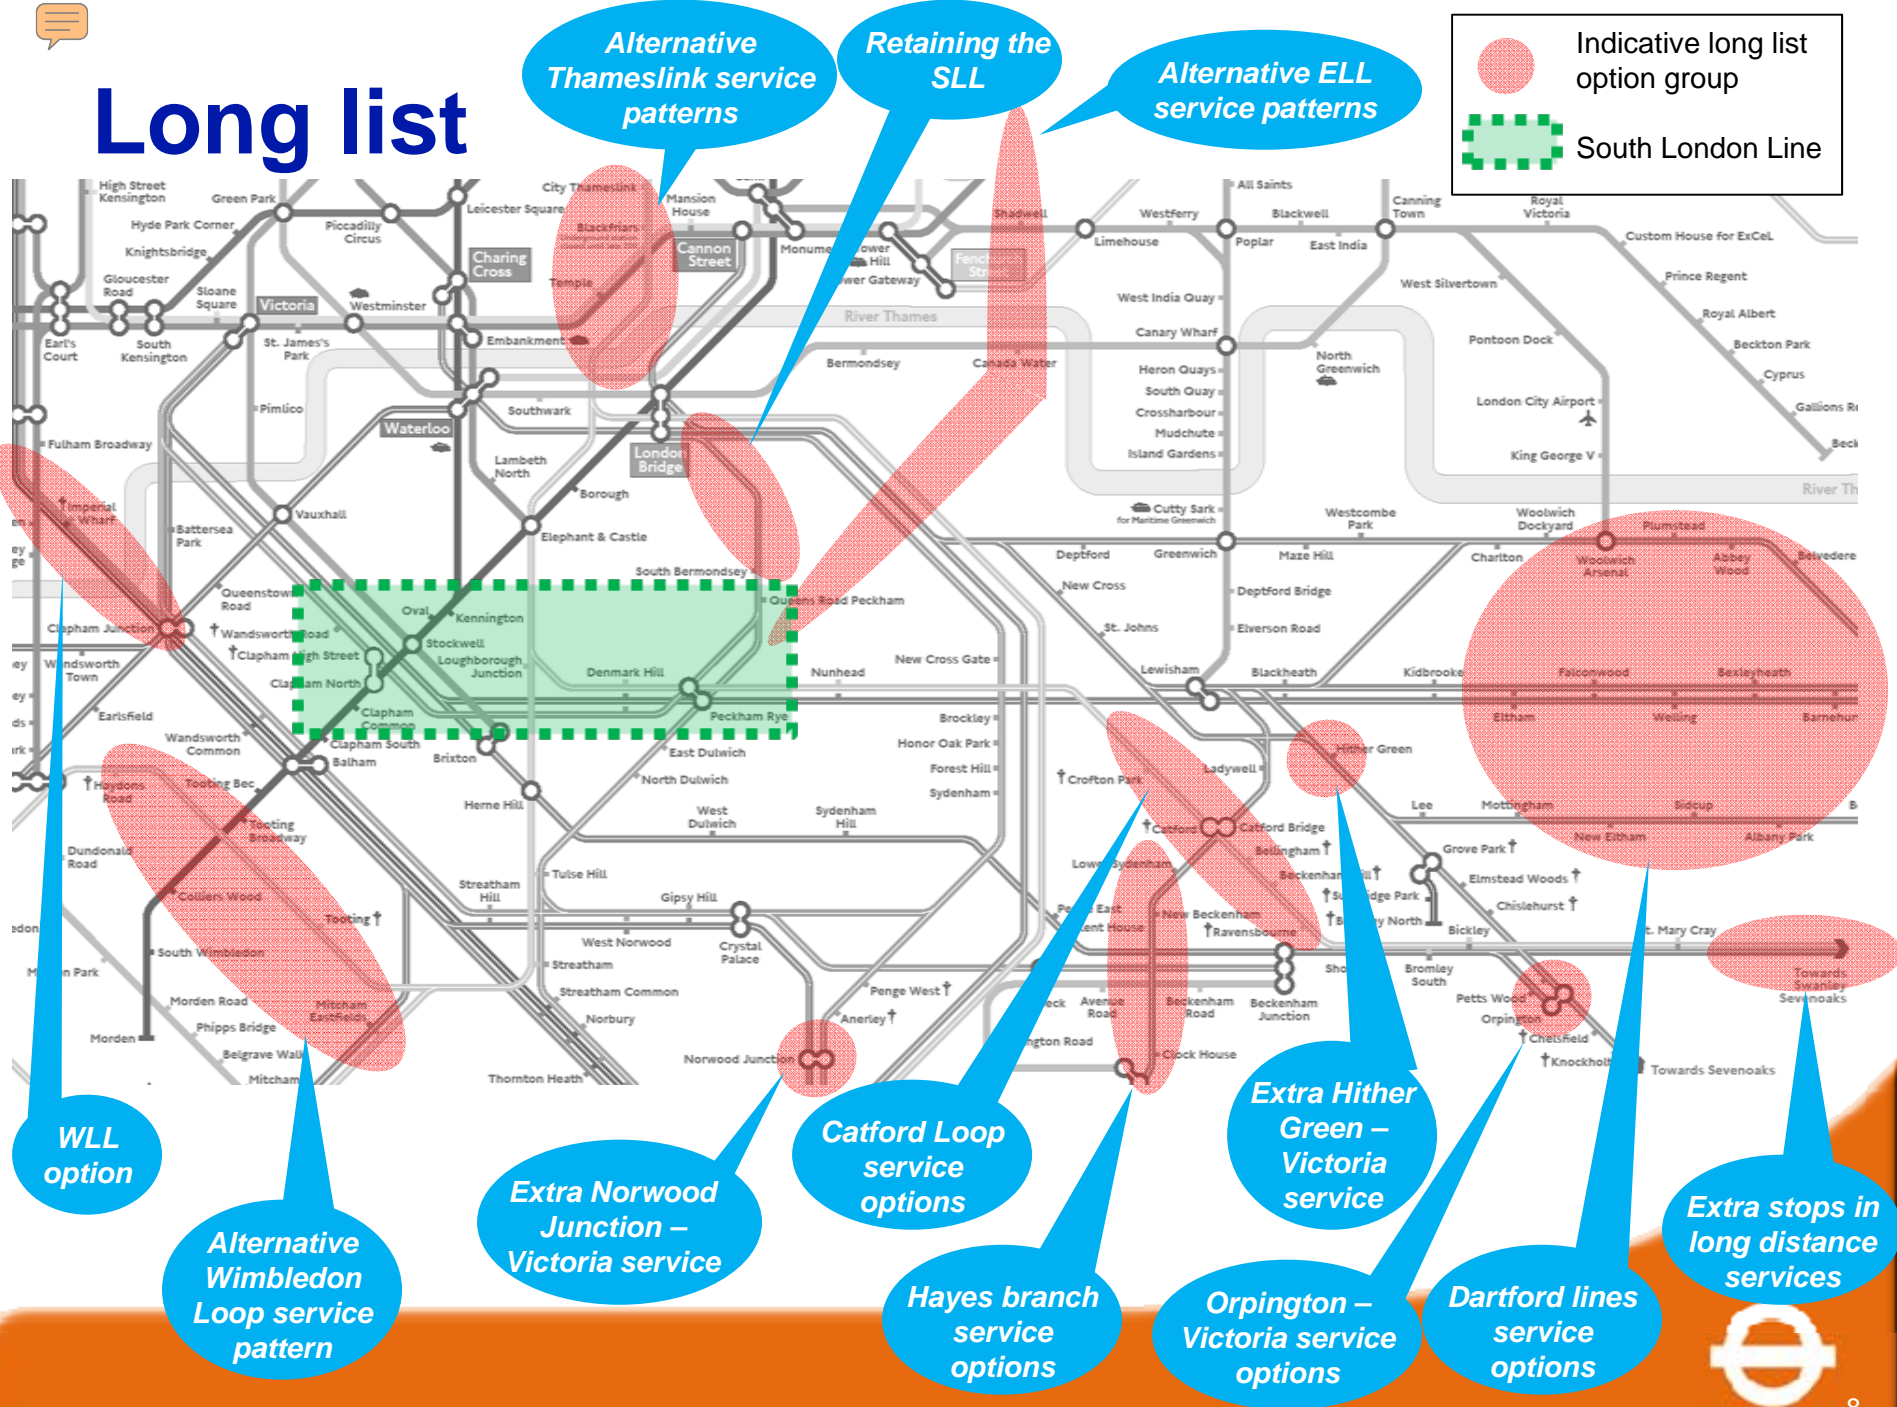 Long list
Alternative
Thameslink service
patterns
Retaining the
SLL
Alternative ELL
service patterns
Indicative long list
option group
South London Line
High Street
Kensington
Green Park
Hyde Park Corner
Knightsbridge
Piccadilly
Circus
Leicester Square
City Thameslink
Mansion
House
Blackfriars
Cannon
Street
Charing
Cross
Gloucester
Road
Sloane
Square
Victoria
Westminster
Temple
Embankment
Earl's
Court
South
Kensington
St. James's
Park
Hill
Shadwell
Limehouse
Westferry
All Saints
Poplar
Blackwell
East India
Canning
Town
Royal
Victoria
Custom House for ExCeL
Prince Regent
Royal Albert
Beckton Park
Cyprus
West Silvertown
Pontoon Dock
London City Airport
King George V
West India Quay
Canary Wharf
Heron Quays
South Quay
Crossharbour
Mudchute
Island Gardens
North
Greenwich
River Thames
Bermondsey
Canada Water
Pimlico
Southwark
Waterloo
London
Bridge
Fulham Broadway
Lambeth
North
Borough
Imperial
Wharf
Vauxhall
Battersea
Park
Elephant & Castle
South Bermondsey
Cutty Sark
for Maritime Greenwich
Westcombe
Park
Woolwich
Dockyard
Plumstead
Deptford
Greenwich
Maze Hill
Charlton
Woolwich
Arsenal
Abbey
Wood
Belvedere
New Cross
Deptford Bridge
St. Johns
Elverson Road
Queenstown
Road
Oval
Kennington
Queens Road Peckham
Clapham Junction
Wandsworth Road
Stockwell
Clapham High Street
Loughborough
Junction
Denmark Hill
Nunhead
New Cross Gate
Lewisham
Blackheath
Kidbrooke
Falconwood
Bexleyheath
Wandsworth
Town
Clapham North
Earlsfield
Clapham
Common
Peckham Rye
Brockley
Eltham
Welling
Wandsworth
Common
Clapham South
Balham
Brixton
East Dulwich
Honor Oak Park
Hither Green
North Dulwich
Forest Hill
Crofton Park
Ladywell
Haydons
Road
Tooting Bec
Herne Hill
West
Dulwich
Sydenham
Hill
Sydenham
Lee
Mottingham
Sidcup
Tooting
Broadway
Catford
Catford Bridge
New Eltham
Albany Park
Dundonald
Road
Bellingham
Grove Park
Lower Sydenham
Colliers Wood
Streatham
Hill
Tulse Hill
Gipsy Hill
Elmstead Woods
Chislehurst
Tooting
New Beckenham
Ravensbourne
Bickley
South Wimbledon
West Norwood
Crystal
Palace
Streatham
Streatham Common
Penge West
Avenue
Road
Beckenham
Road
Beckenham
Junction
Bromley
South
Petts Wood
Towards
Swanley
Sevenoaks
Morden Road
Mitcham
Eastfields
Phipps Bridge
Norbury
Anerley
Orpington
Chelsfield
Morden
Belgrave Walk
Mitcham
Thornton Heath
Norwood Junction
Clock House
Towards Sevenoaks
WLL
option
Alternative
Wimbledon
Loop service
pattern
Extra Norwood
Junction –
Victoria service
Catford Loop
service
options
Extra Hither
Green –
Victoria
service
Hayes branch
service
options
Orpington –
Victoria service
options
Dartford lines
service
options
Extra stops in
long distance
services